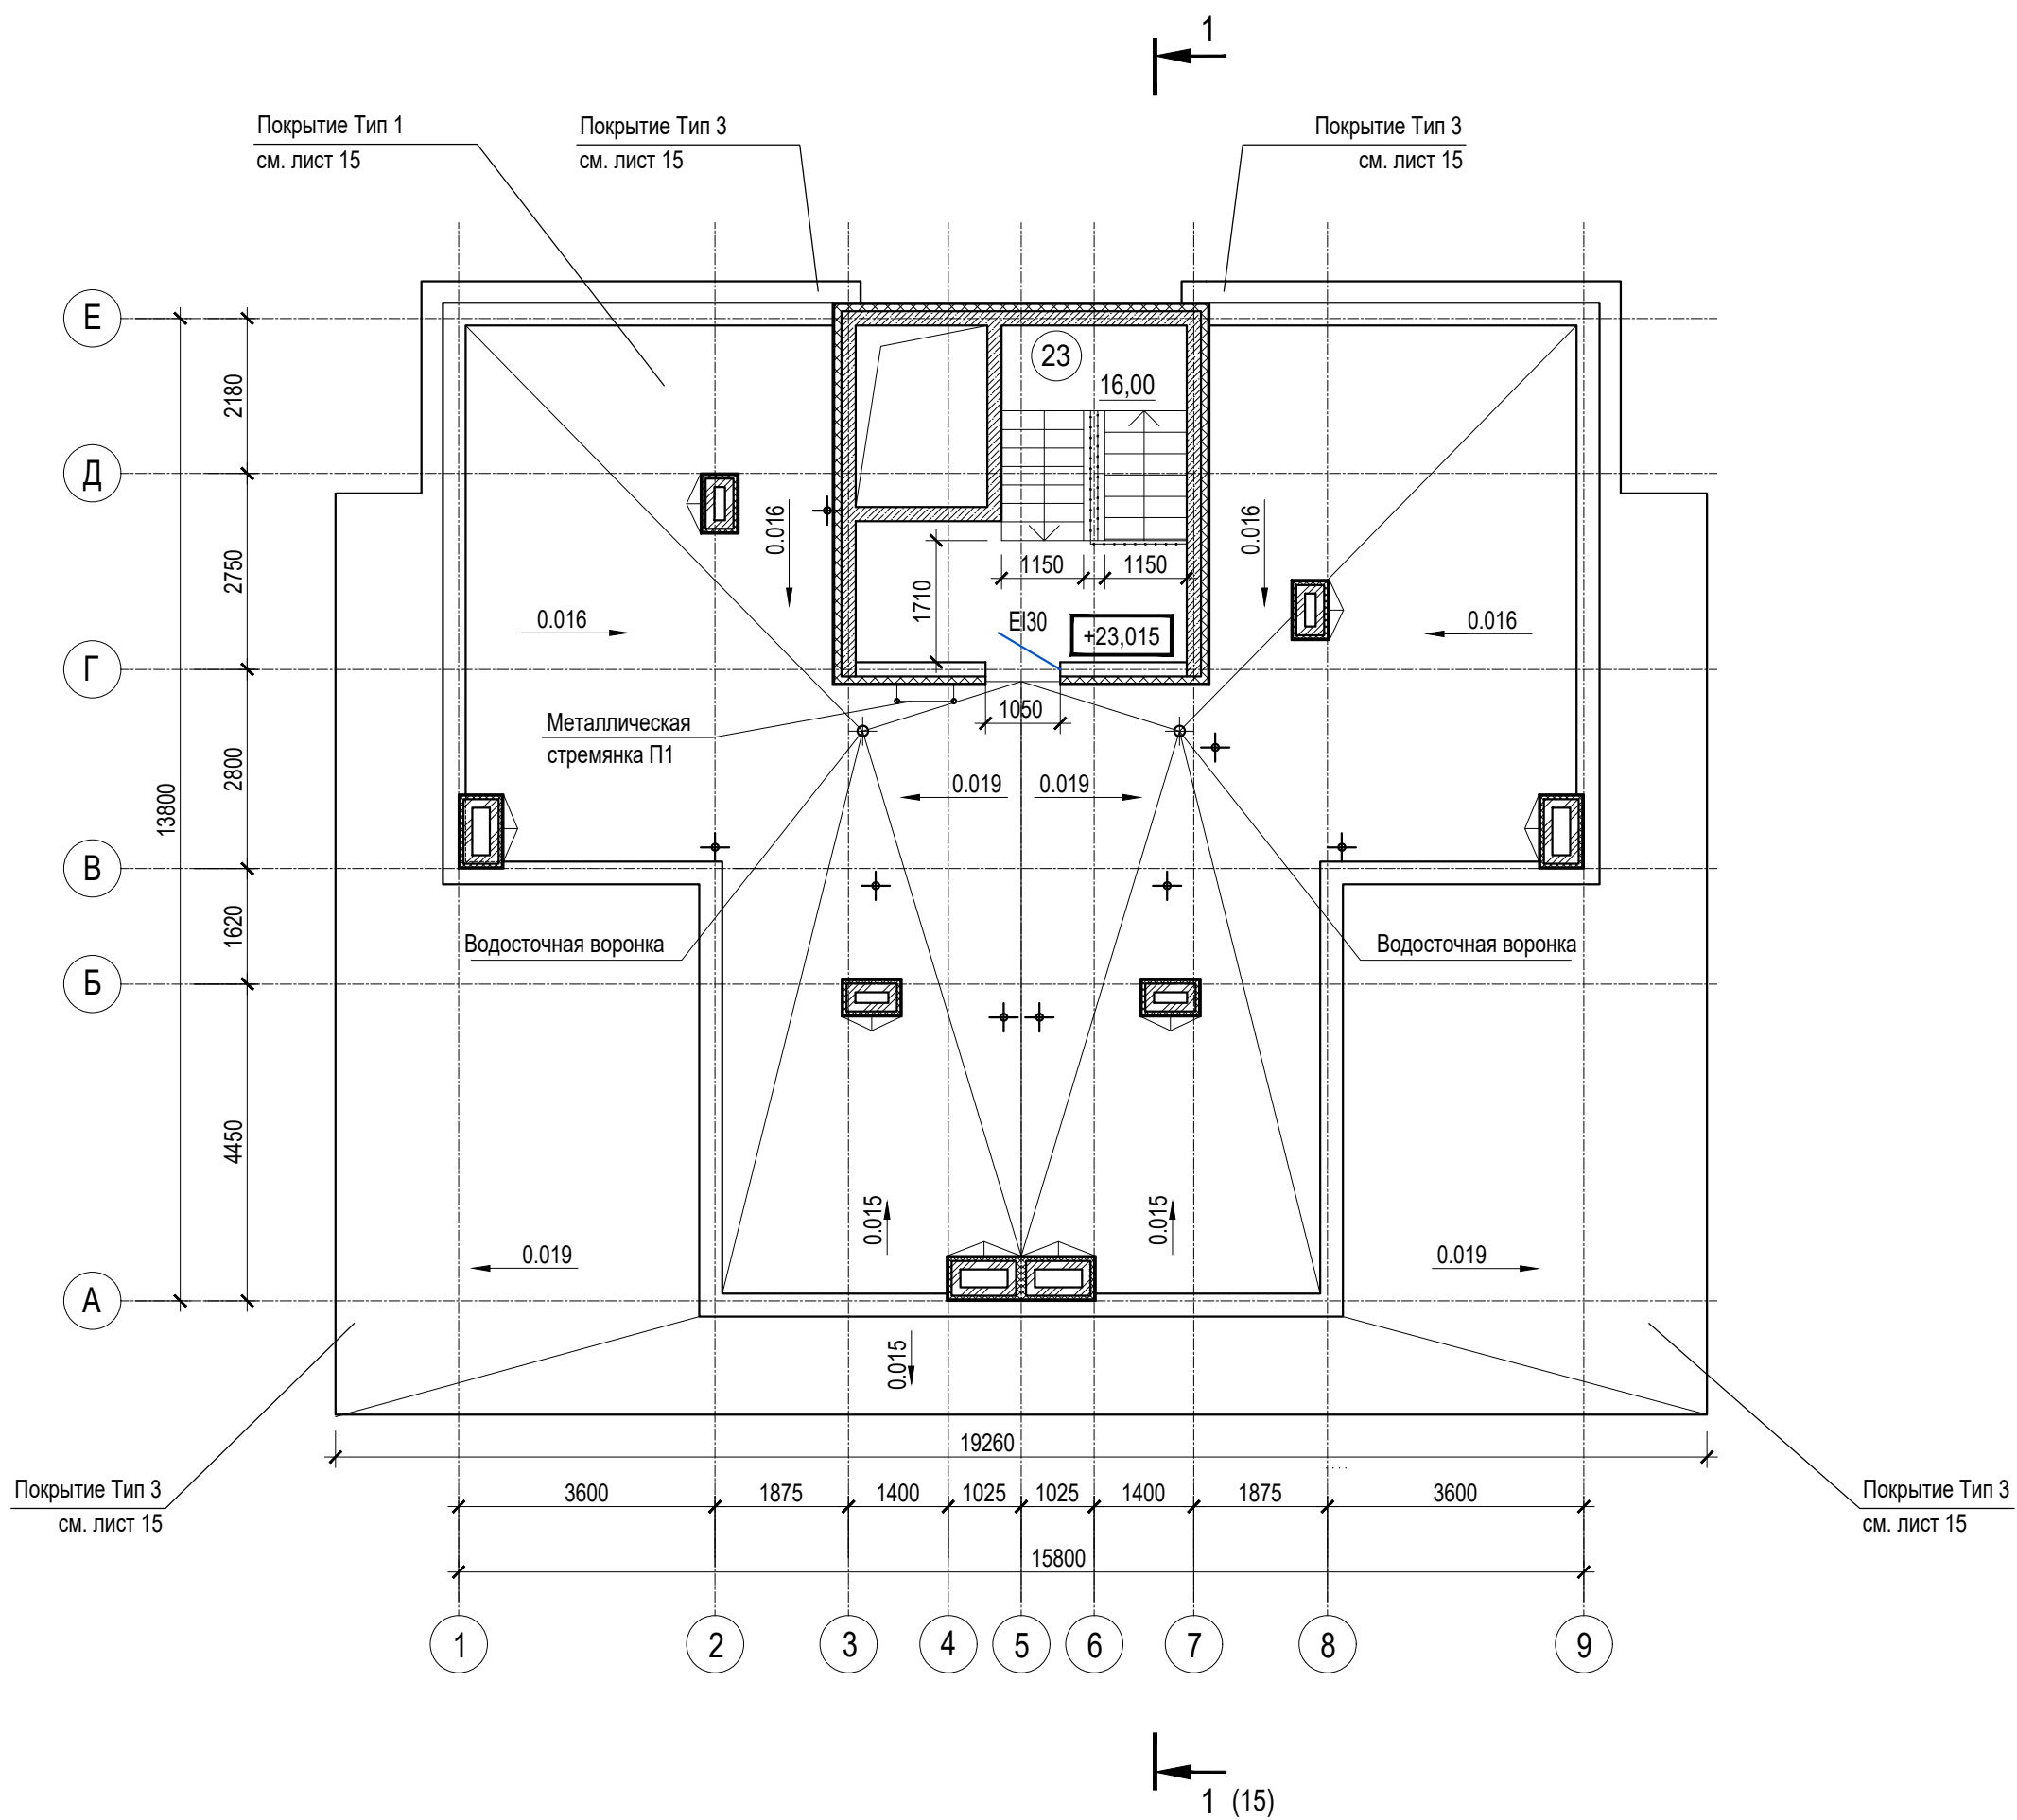 1
Покрытие Тип 1
см. лист 15
Покрытие Тип 3
см. лист 15
Покрытие Тип 3
см. лист 15
Е
Д
Г
В
Б
А
2180
2750
2800
1620
4450
13800
23
16,00
0.016
0.016
0.016
0.016
1150
1150
1710
EI30
+23,015
1050
Металлическая
стремянка П1
0.019
0.019
Водосточная воронка
Водосточная воронка
0.015
0.015
0.019
0.019
0.015
19260
Покрытие Тип 3
см. лист 15
Покрытие Тип 3
см. лист 15
3600
1875
1400
1025
1025
1400
1875
3600
15800
1
2
3
4
5
6
7
8
9
1 (15)